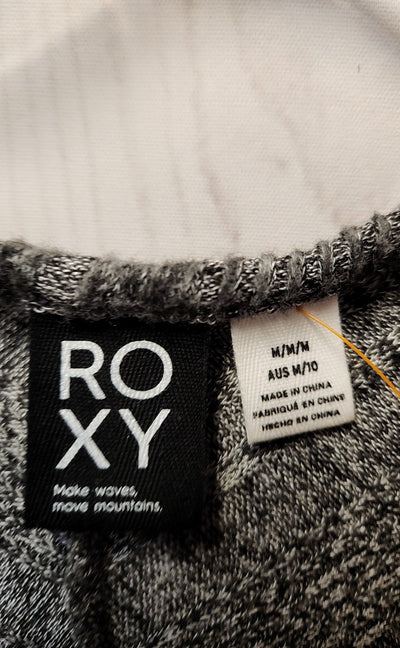 RO
XY
Make waves,
move mountains.
M/M/M
AUS M/10
MADE IN CHINA
FABRIQUÉ EN CHINE
HECHO EN CHINA